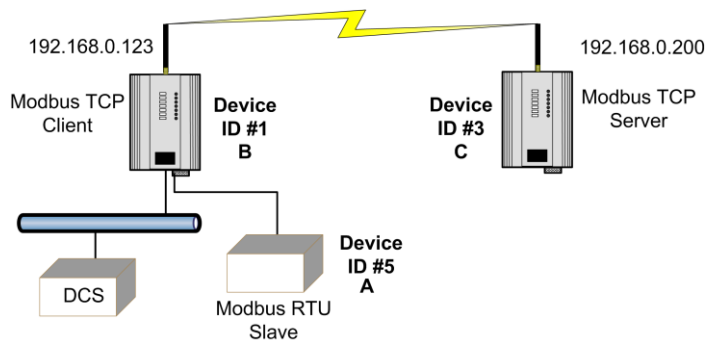 192.168.0.123
192.168.0.200
Modbus TCP
Client
Device
ID #1
B
Device
ID #3
C
Modbus TCP
Server
DCS
Modbus RTU
Slave
Device
ID #5
A